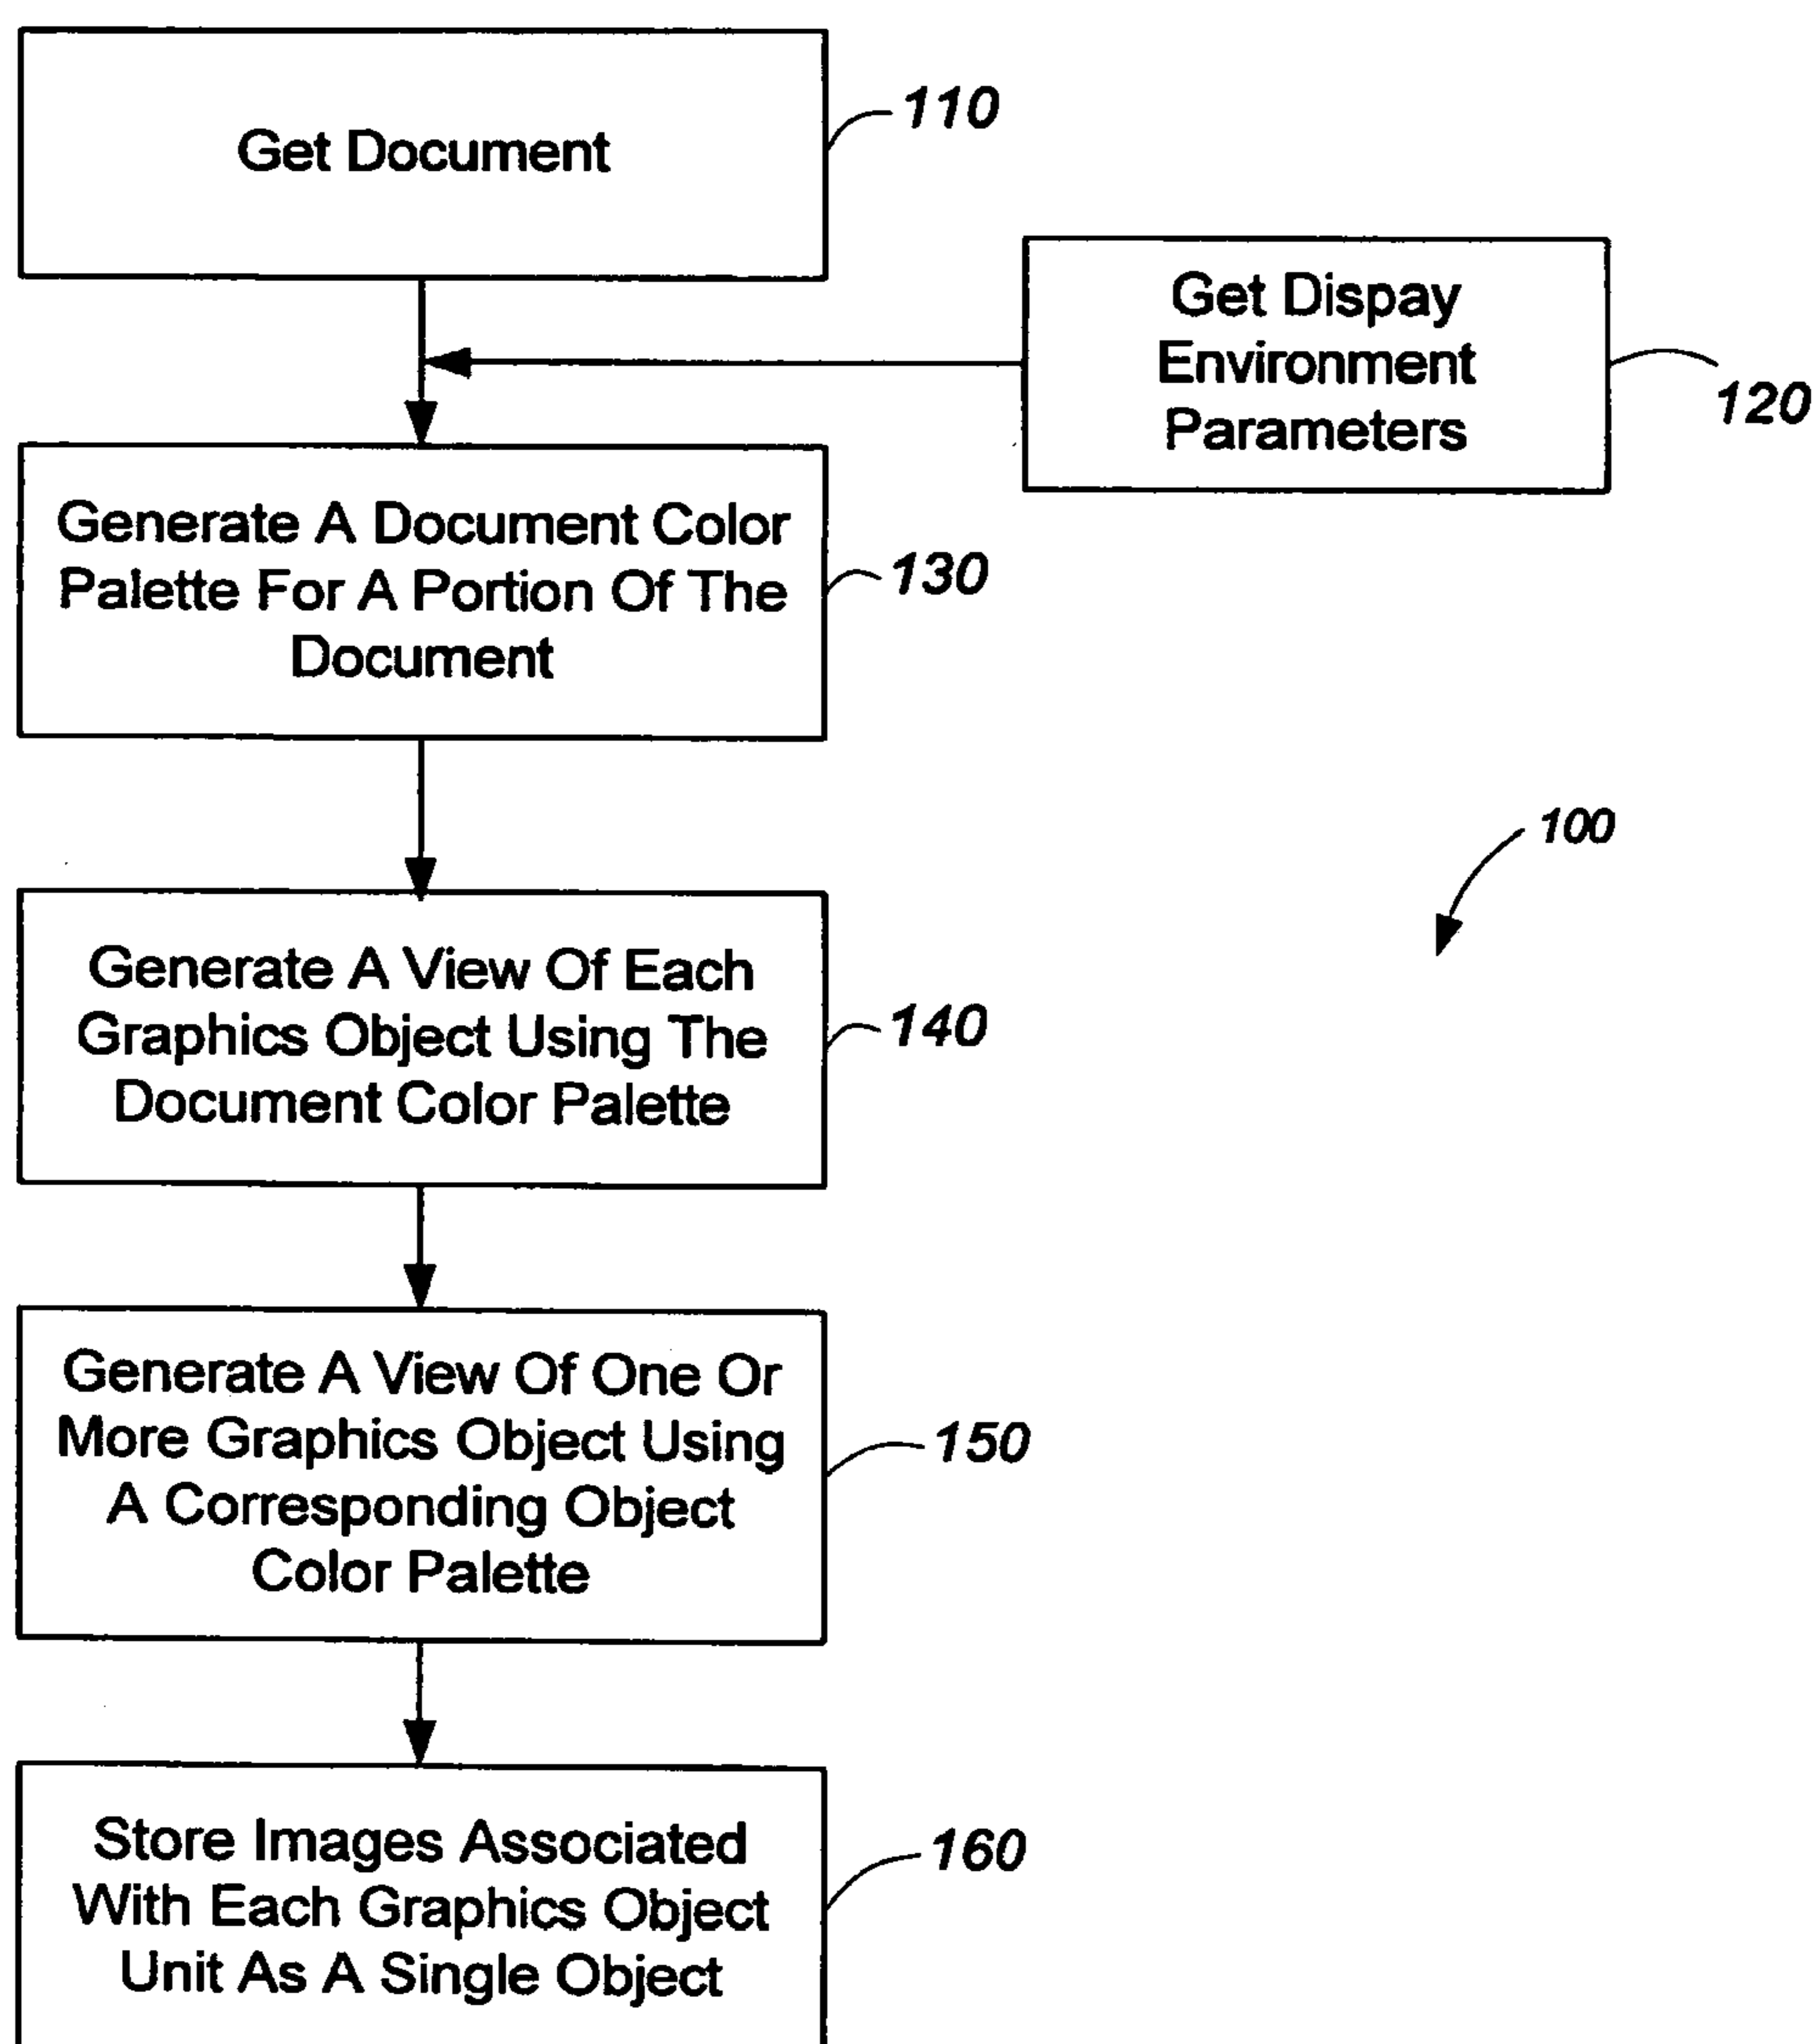 Get Document
110
Get Dispay
Environment
Parameters
120
Generate A Document Color
Palette For A Portion Of The
Document
130
100
Generate A View Of Each
Graphics Object Using The
Document Color Palette
140
Generate A View Of One Or
More Graphics Object Using
A Corresponding Object
Color Palette
150
Store Images Associated
With Each Graphics Object
Unit As A Single Object
160